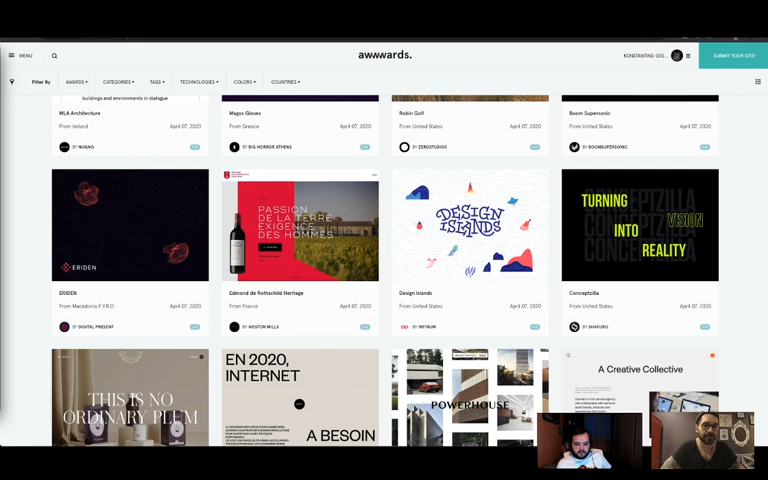 MENU
awwwards.
KONSTANTINS-SED...
SUBMIT YOUR SITE!
Filter By
AWARDS
CATEGORIES
TAGS
TECHNOLOGIES
COLORS
COUNTRIES
buildings and environments in dialogue
MLA Architecture
From Ireland
April 07, 2020
BY NUGNO
Magos Gloves
From Greece
April 07, 2020
BY BIG HORROR ATHENS
Robin Golf
From United States
April 07, 2020
BY ZEROSTUDIOS
Boom Supersonic
From United States
April 07, 2020
BY BOOMSUPERSONIC
ERIDEN
ERIDEN
From Macedonia F.Y.R.O
April 07, 2020
BY DIGITAL PRESENT
PASSION
DE LA TERRE
EXIGENCE
DES HOMMES
Edmond de Rothschild Heritage
From France
April 07, 2020
BY WESTON MILLS
DESIGN
ISLANDS
Design Islands
From United States
April 07, 2020
BY INFINUM
CONCEPTZILLA
TURNING
VISION
INTO
REALITY
Conceptzilla
From United States
April 07, 2020
BY SHAKURO
THIS IS NO
ORDINARY PLUM
EN 2020,
INTERNET
A BESOIN
POWERHOUSE
A Creative Collective